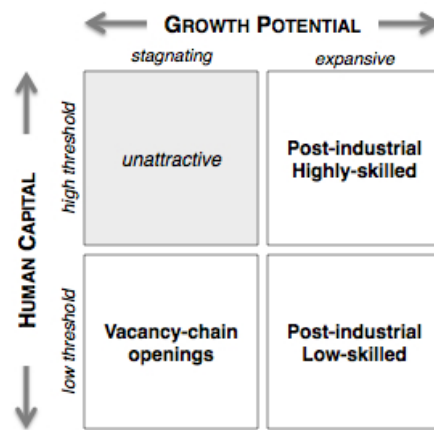 GROWTH POTENTIAL
stagnating
expansive
HUMAN CAPITAL
high threshold
unattractive
Post-industrial
Highly-skilled
low threshold
Vacancy-chain
openings
Post-industrial
Low-skilled